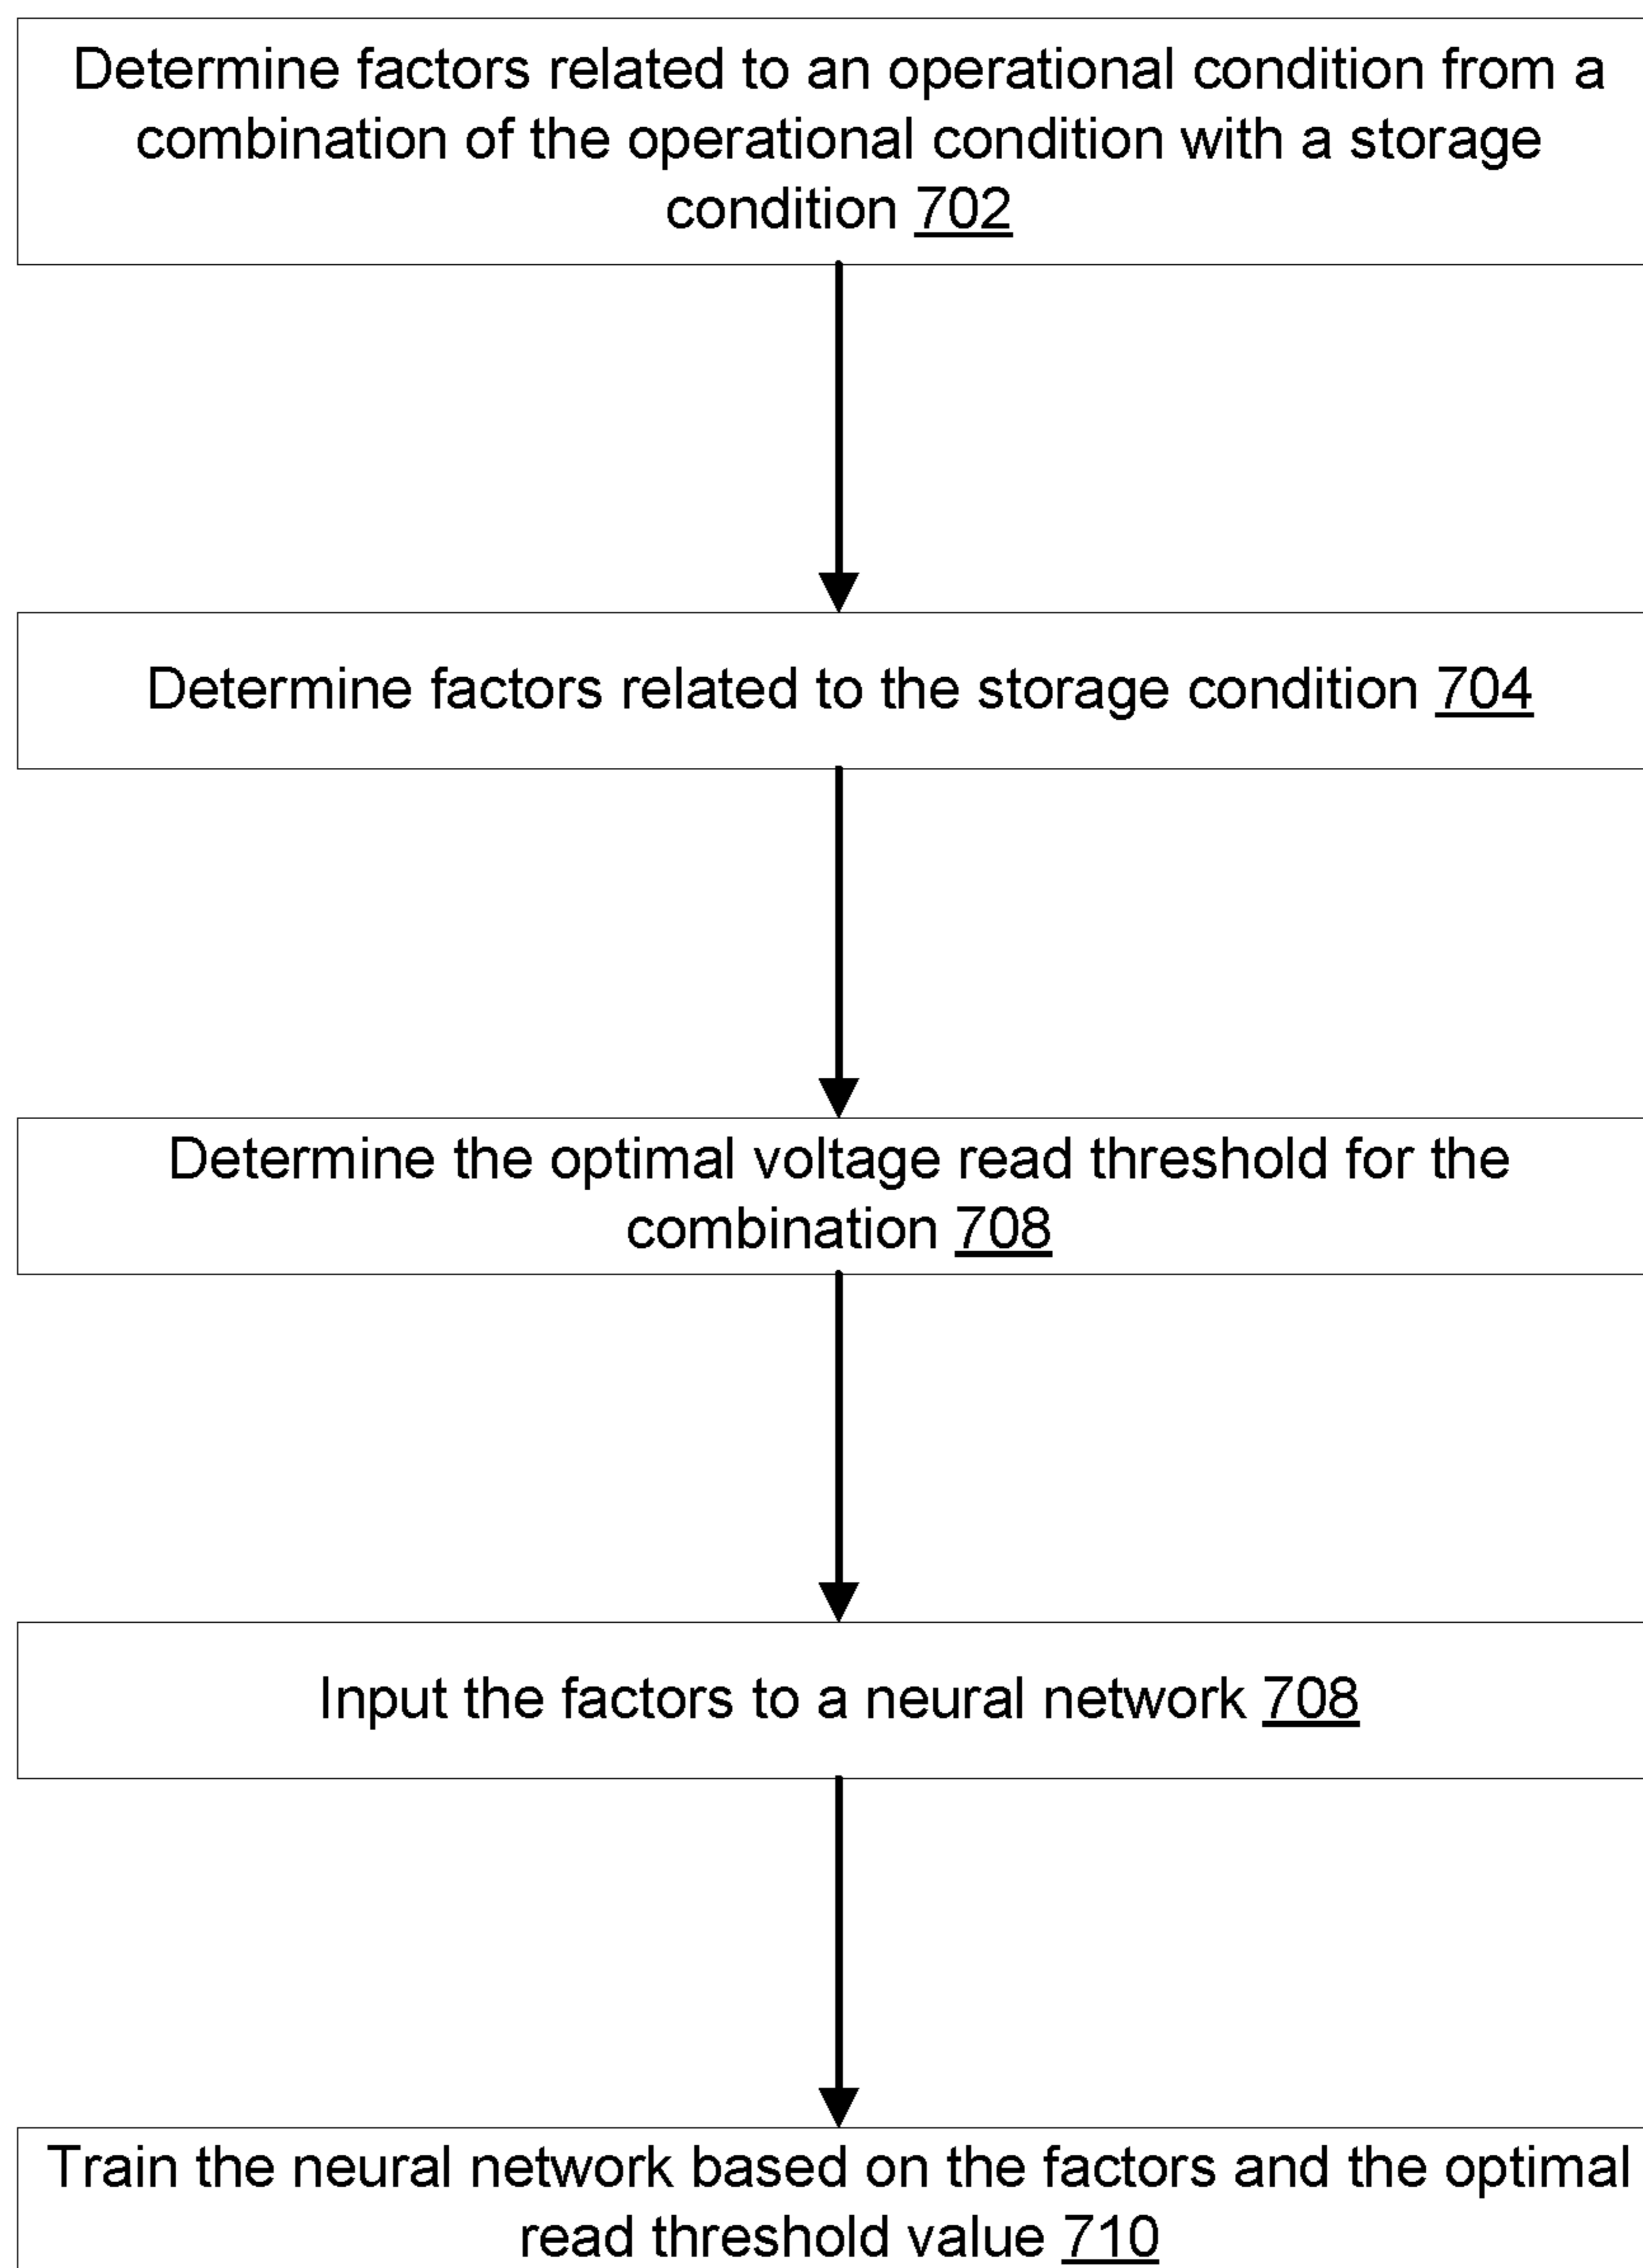 Determine factors related to an operational condition from a
combination of the operational condition with a storage
condition 702
Determine factors related to the storage condition 704
Determine the optimal voltage read threshold for the
combination 708
Input the factors to a neural network 708
Train the neural network based on the factors and the optimal
read threshold value 710